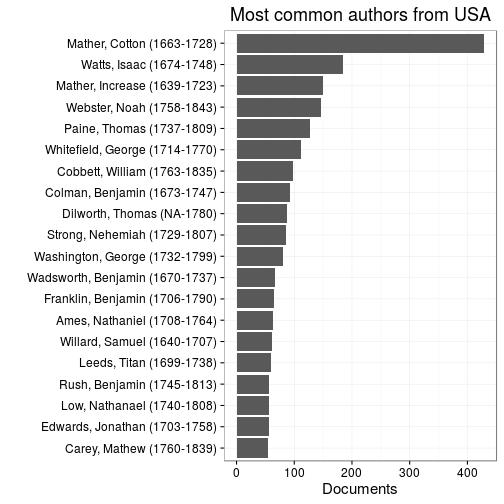 Most common authors from USA
Mather, Cotton (1663-1728)
Watts, Isaac (1674-1748)
Mather, Increase (1639-1723)
Webster, Noah (1758-1843)
Paine, Thomas (1737-1809)
Whitefield, George (1714-1770)
Cobbett, William (1763-1835)
Colman, Benjamin (1673-1747)
Dilworth, Thomas (NA-1780)
Strong, Nehemiah (1729-1807)
Washington, George (1732-1799)
Wadsworth, Benjamin (1670-1737)
Franklin, Benjamin (1706-1790)
Ames, Nathaniel (1708-1764)
Willard, Samuel (1640-1707)
Leeds, Titan (1699-1738)
Rush, Benjamin (1745-1813)
Low, Nathanael (1740-1808)
Edwards, Jonathan (1703-1758)
Carey, Mathew (1760-1839)
0 100 200 300 400
Documents